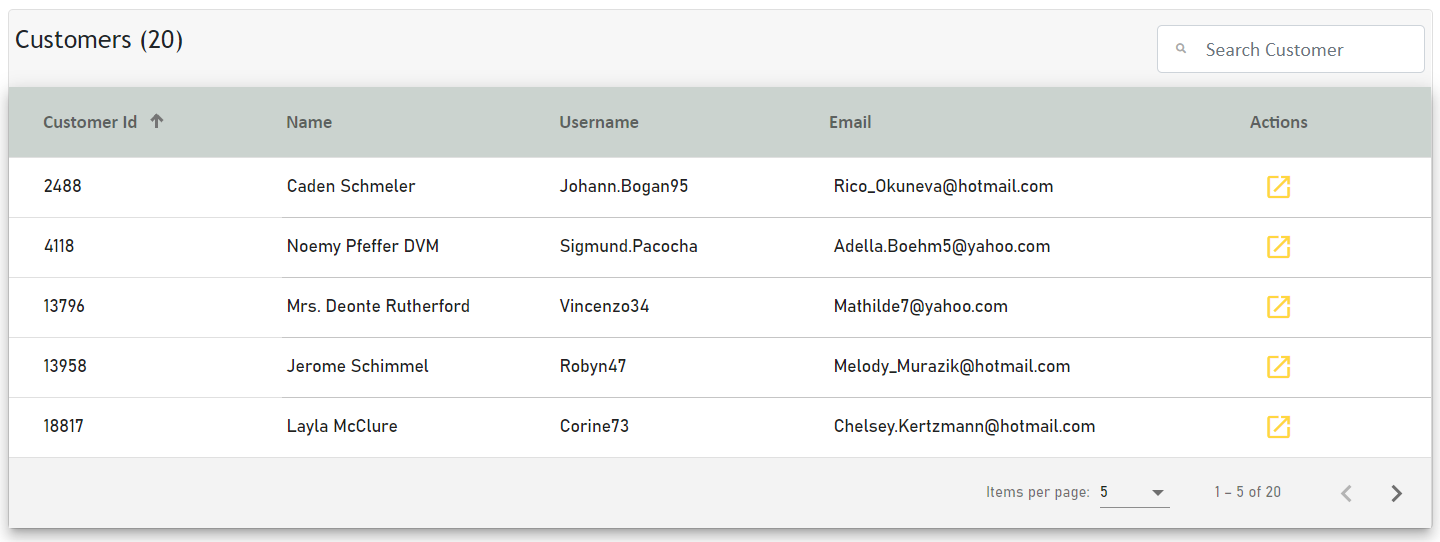 Customers (20)
Search Customer
Customer Id Name Username Email Actions
2488 Caden Schmeler Johann.Bogan95 Rico_Okuneva@hotmail.com
4118 Noemy Pfeffer DVM Sigmund.Pacocha Adella.Boehm5@yahoo.com
13796 Mrs. Deonte Rutherford Vincenzo34 Mathilde7@yahoo.com
13958 Jerome Schimmel Robyn47 Melody_Murazik@hotmail.com
18817 Layla McClure Corine73 Chelsey.Kertzmann@hotmail.com
Items per page: 5 1 – 5 of 20